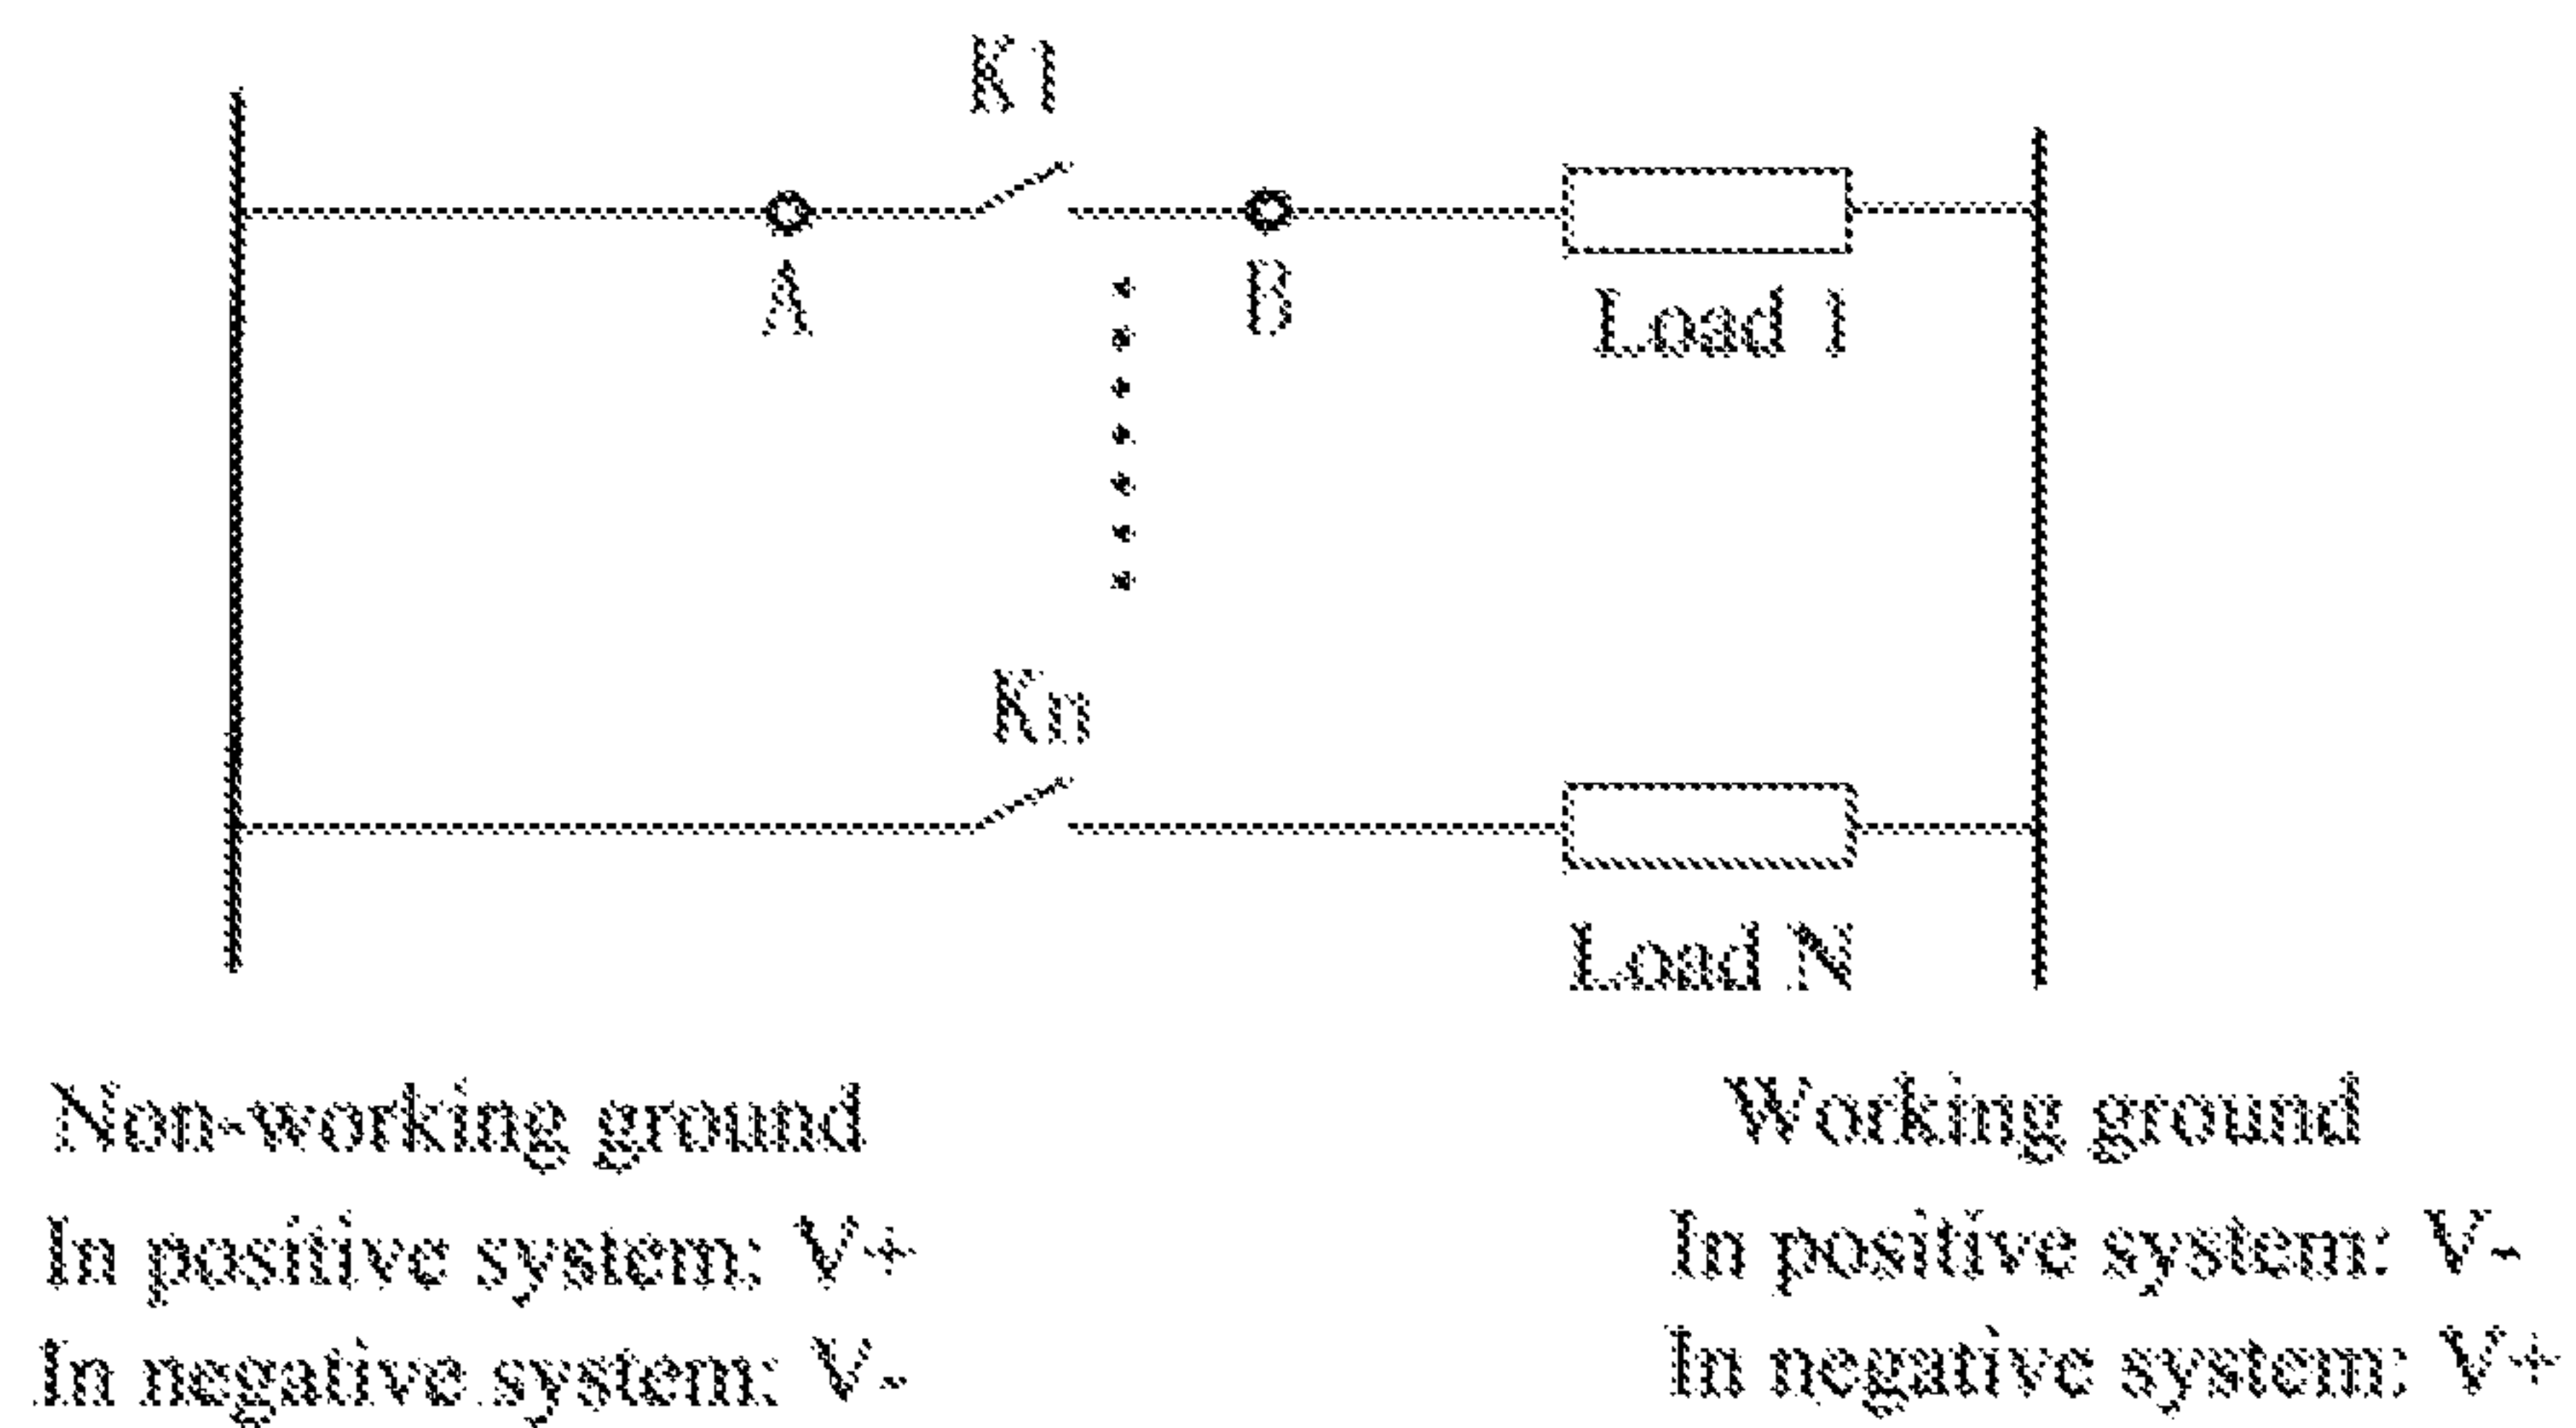 K1
A
B
Load 1
Kn
Load N
Non-working ground
In positive system: V+
In negative system: V-
Working ground
In positive system: V-
In negative system: V+